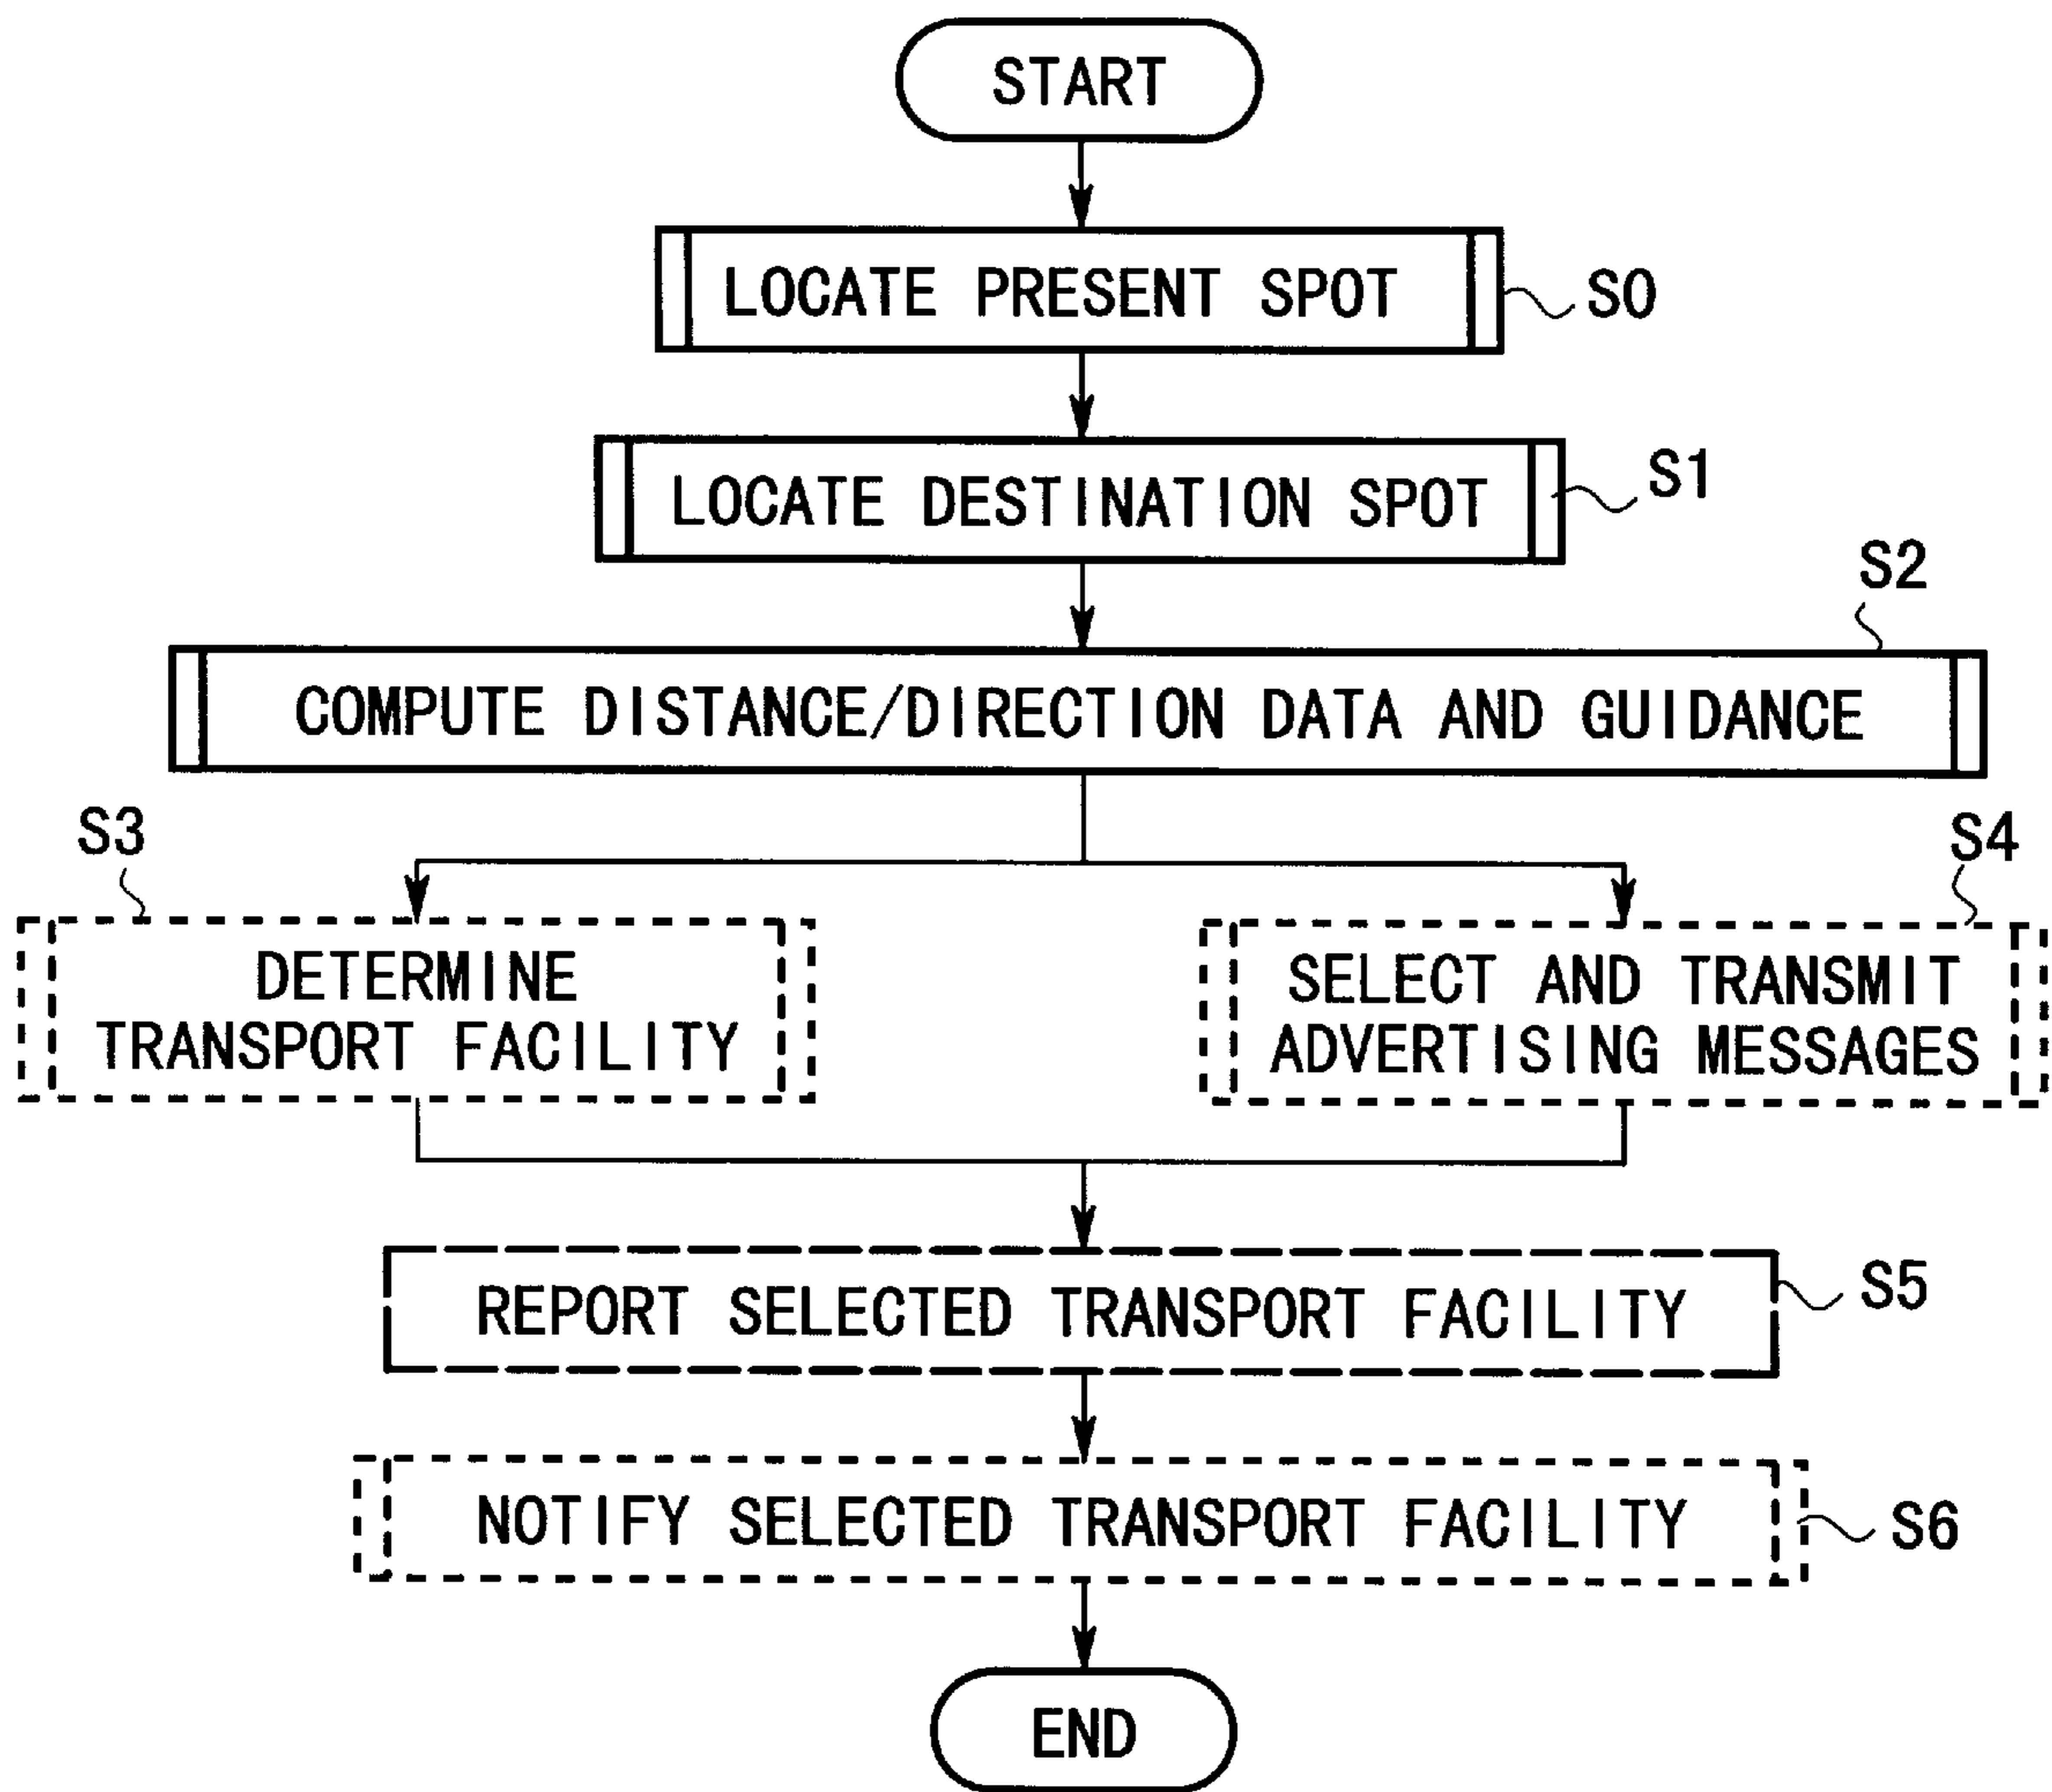 START
LOCATE PRESENT SPOT
S0
LOCATE DESTINATION SPOT
S1
S2
COMPUTE DISTANCE/DIRECTION DATA AND GUIDANCE
S3
S4
DETERMINE
TRANSPORT FACILITY
SELECT AND TRANSMIT
ADVERTISING MESSAGES
REPORT SELECTED TRANSPORT FACILITY
S5
NOTIFY SELECTED TRANSPORT FACILITY
S6
END